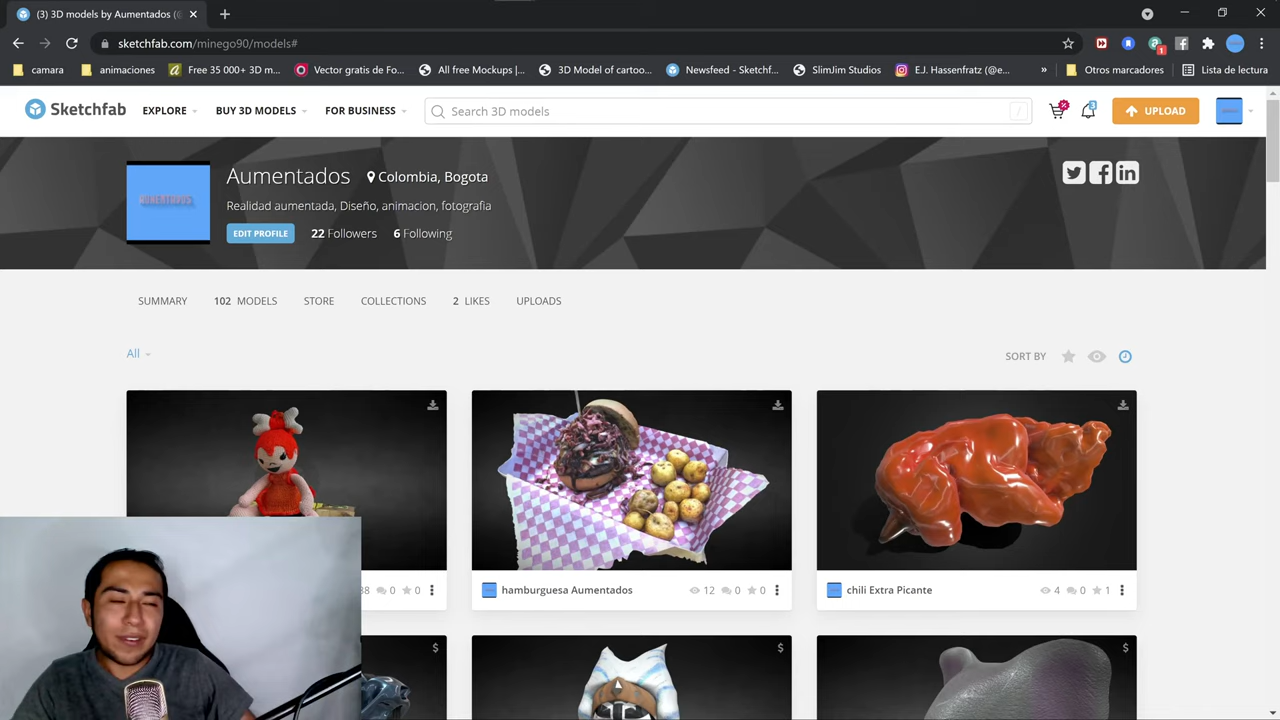 (3) 3D models by Aumentados (@
sketchfab.com/minego90/models#
1
camara
animaciones
Free 35 000+ 3D m...
Vector gratis de Fo...
All free Mockups |...
3D Model of cartoo...
Newsfeed - Sketchf...
SlimJim Studios
E.J. Hassenfratz (@e...
»
Otros marcadores
Lista de lectura
Sketchfab
EXPLORE
BUY 3D MODELS
FOR BUSINESS
Search 3D models
/
3
UPLOAD
AUMENTADOS
Aumentados
Colombia, Bogota
Realidad aumentada, Diseño, animacion, fotografia
EDIT PROFILE
22 Followers
6 Following
SUMMARY
102 MODELS
STORE
COLLECTIONS
2 LIKES
UPLOADS
All
SORT BY
38 0 0
hamburguesa Aumentados
12 0 0
chili Extra Picante
4 0 1
$
$
$